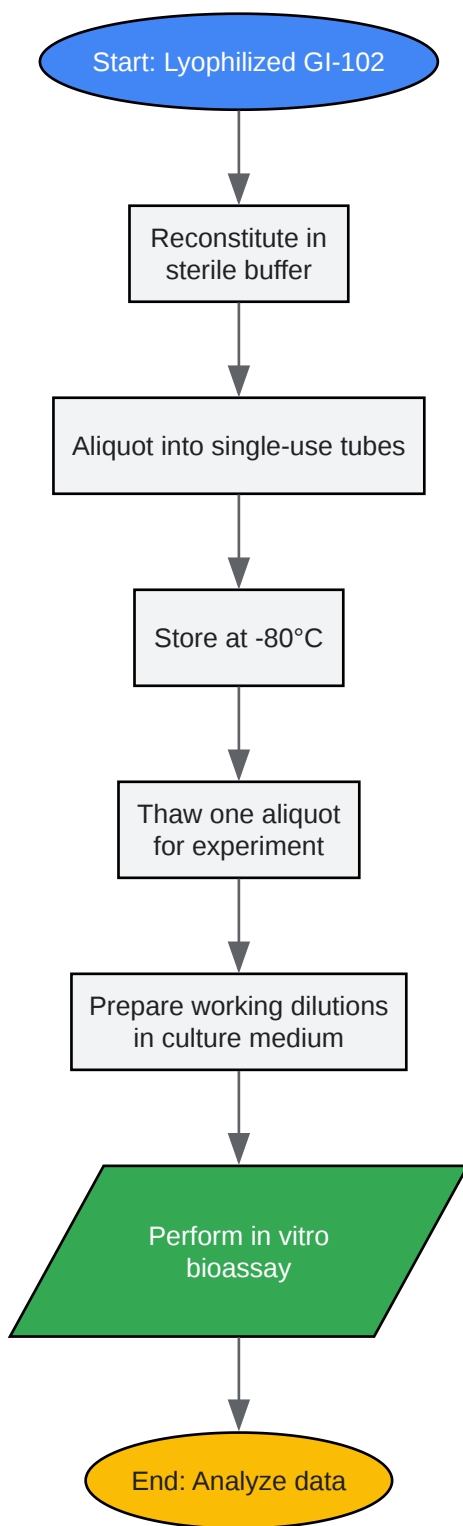 Start: Lyophilized GI-102
Reconstitute in
sterile buffer
Aliquot into single-use tubes
Store at -80°C
Thaw one aliquot
for experiment
Prepare working dilutions
in culture medium
Perform in vitro
bioassay
End: Analyze data